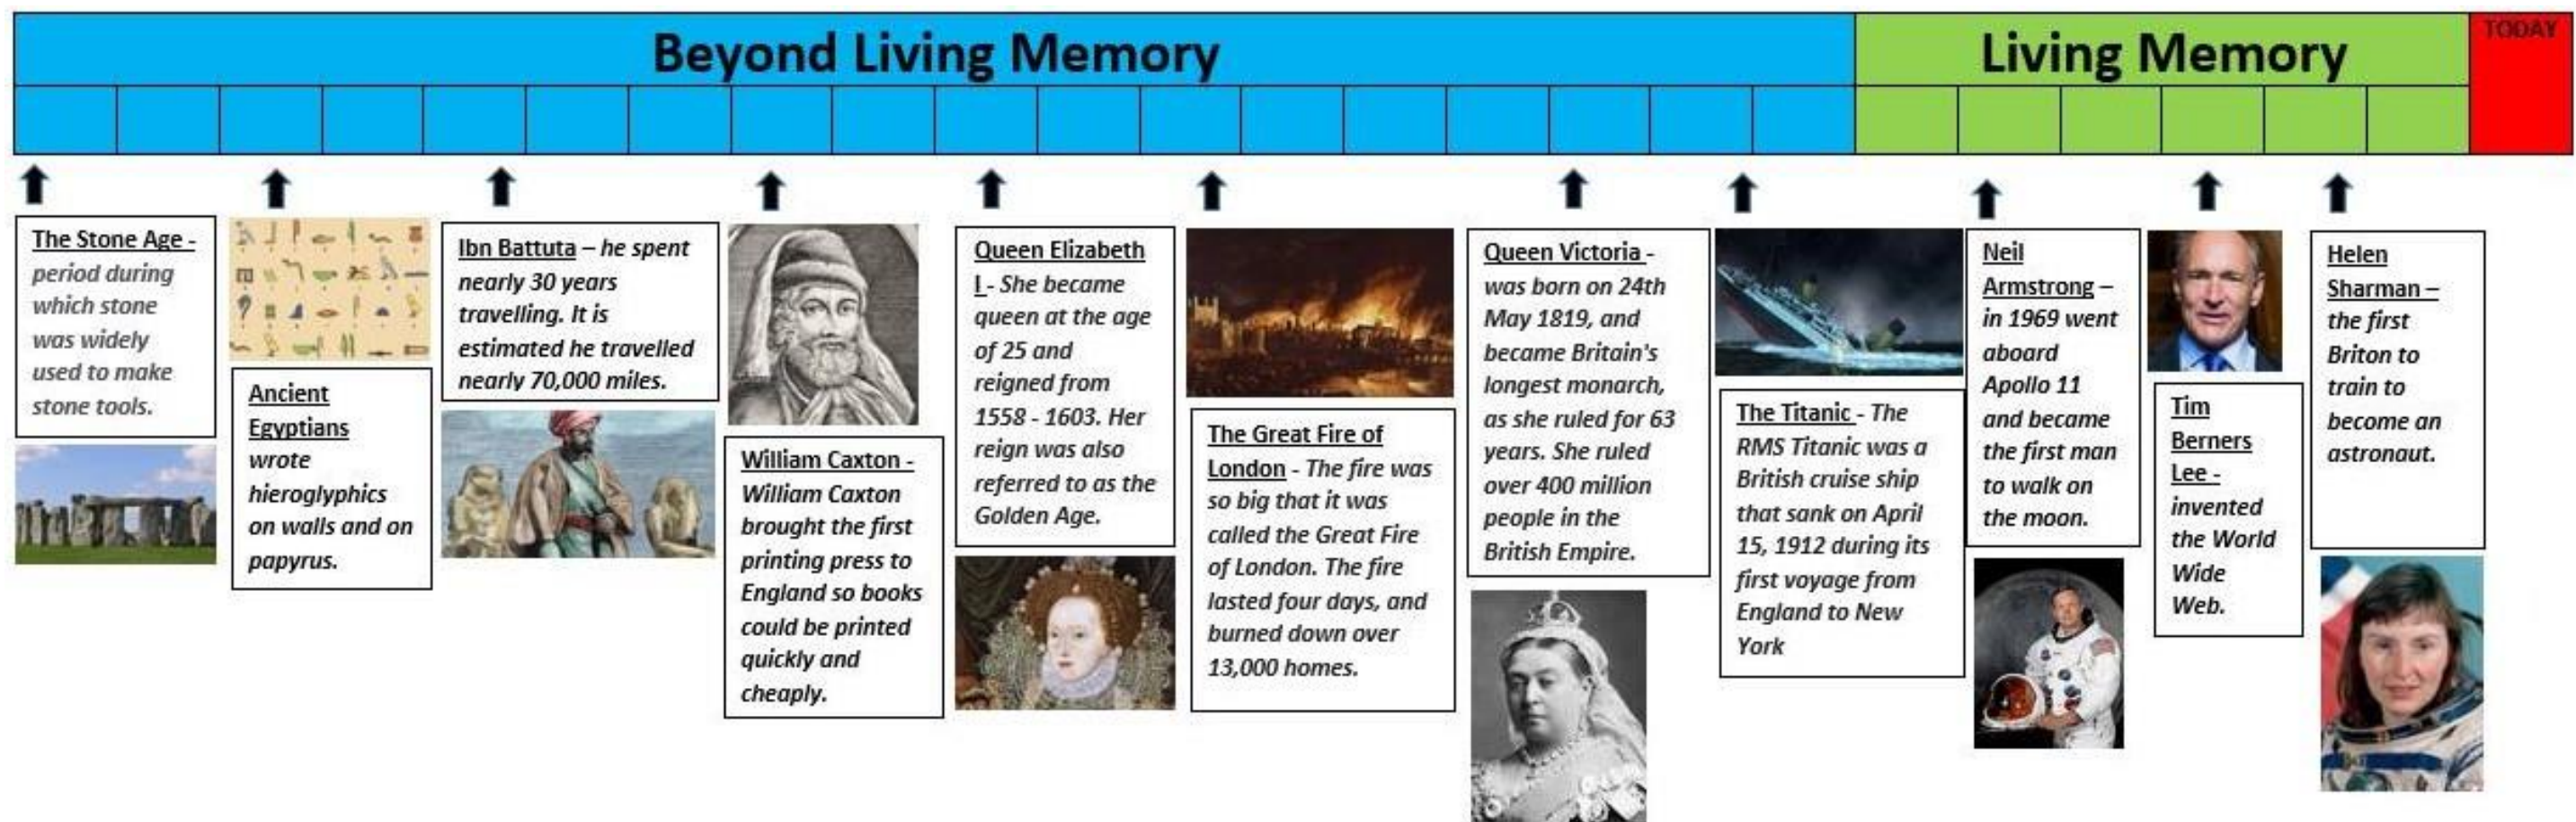 Beyond Living Memory
Living Memory
TODAY
The Stone Age -
period during
which stone
was widely
used to make
stone tools.
Ancient
Egyptians
wrote
hieroglyphics
on walls and on
papyrus.
Ibn Battuta – he spent
nearly 30 years
travelling. It is
estimated he travelled
nearly 70,000 miles.
William Caxton -
William Caxton
brought the first
printing press to
England so books
could be printed
quickly and
cheaply.
Queen Elizabeth
I - She became
queen at the age
of 25 and
reigned from
1558 - 1603. Her
reign was also
referred to as the
Golden Age.
The Great Fire of
London - The fire was
so big that it was
called the Great Fire
of London. The fire
lasted four days, and
burned down over
13,000 homes.
Queen Victoria -
was born on 24th
May 1819, and
became Britain's
longest monarch,
as she ruled for 63
years. She ruled
over 400 million
people in the
British Empire.
The Titanic - The
RMS Titanic was a
British cruise ship
that sank on April
15, 1912 during its
first voyage from
England to New
York
Neil
Armstrong –
in 1969 went
aboard
Apollo 11
and became
the first man
to walk on
the moon.
Tim
Berners
Lee -
invented
the World
Wide
Web.
Helen
Sharman –
the first
Briton to
train to
become an
astronaut.